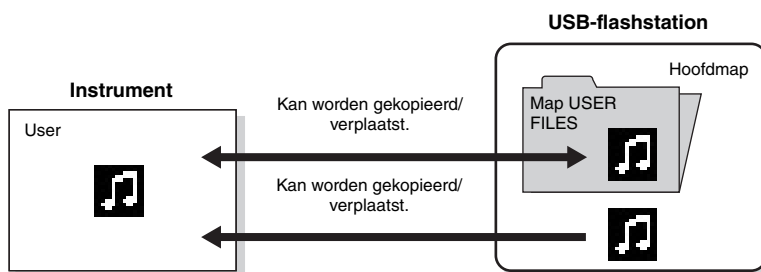 USB-flashstation
Instrument
Hoofdmap
User
Kan worden gekopieerd/
verplaatst.
Map USER
FILES
Kan worden gekopieerd/
verplaatst.